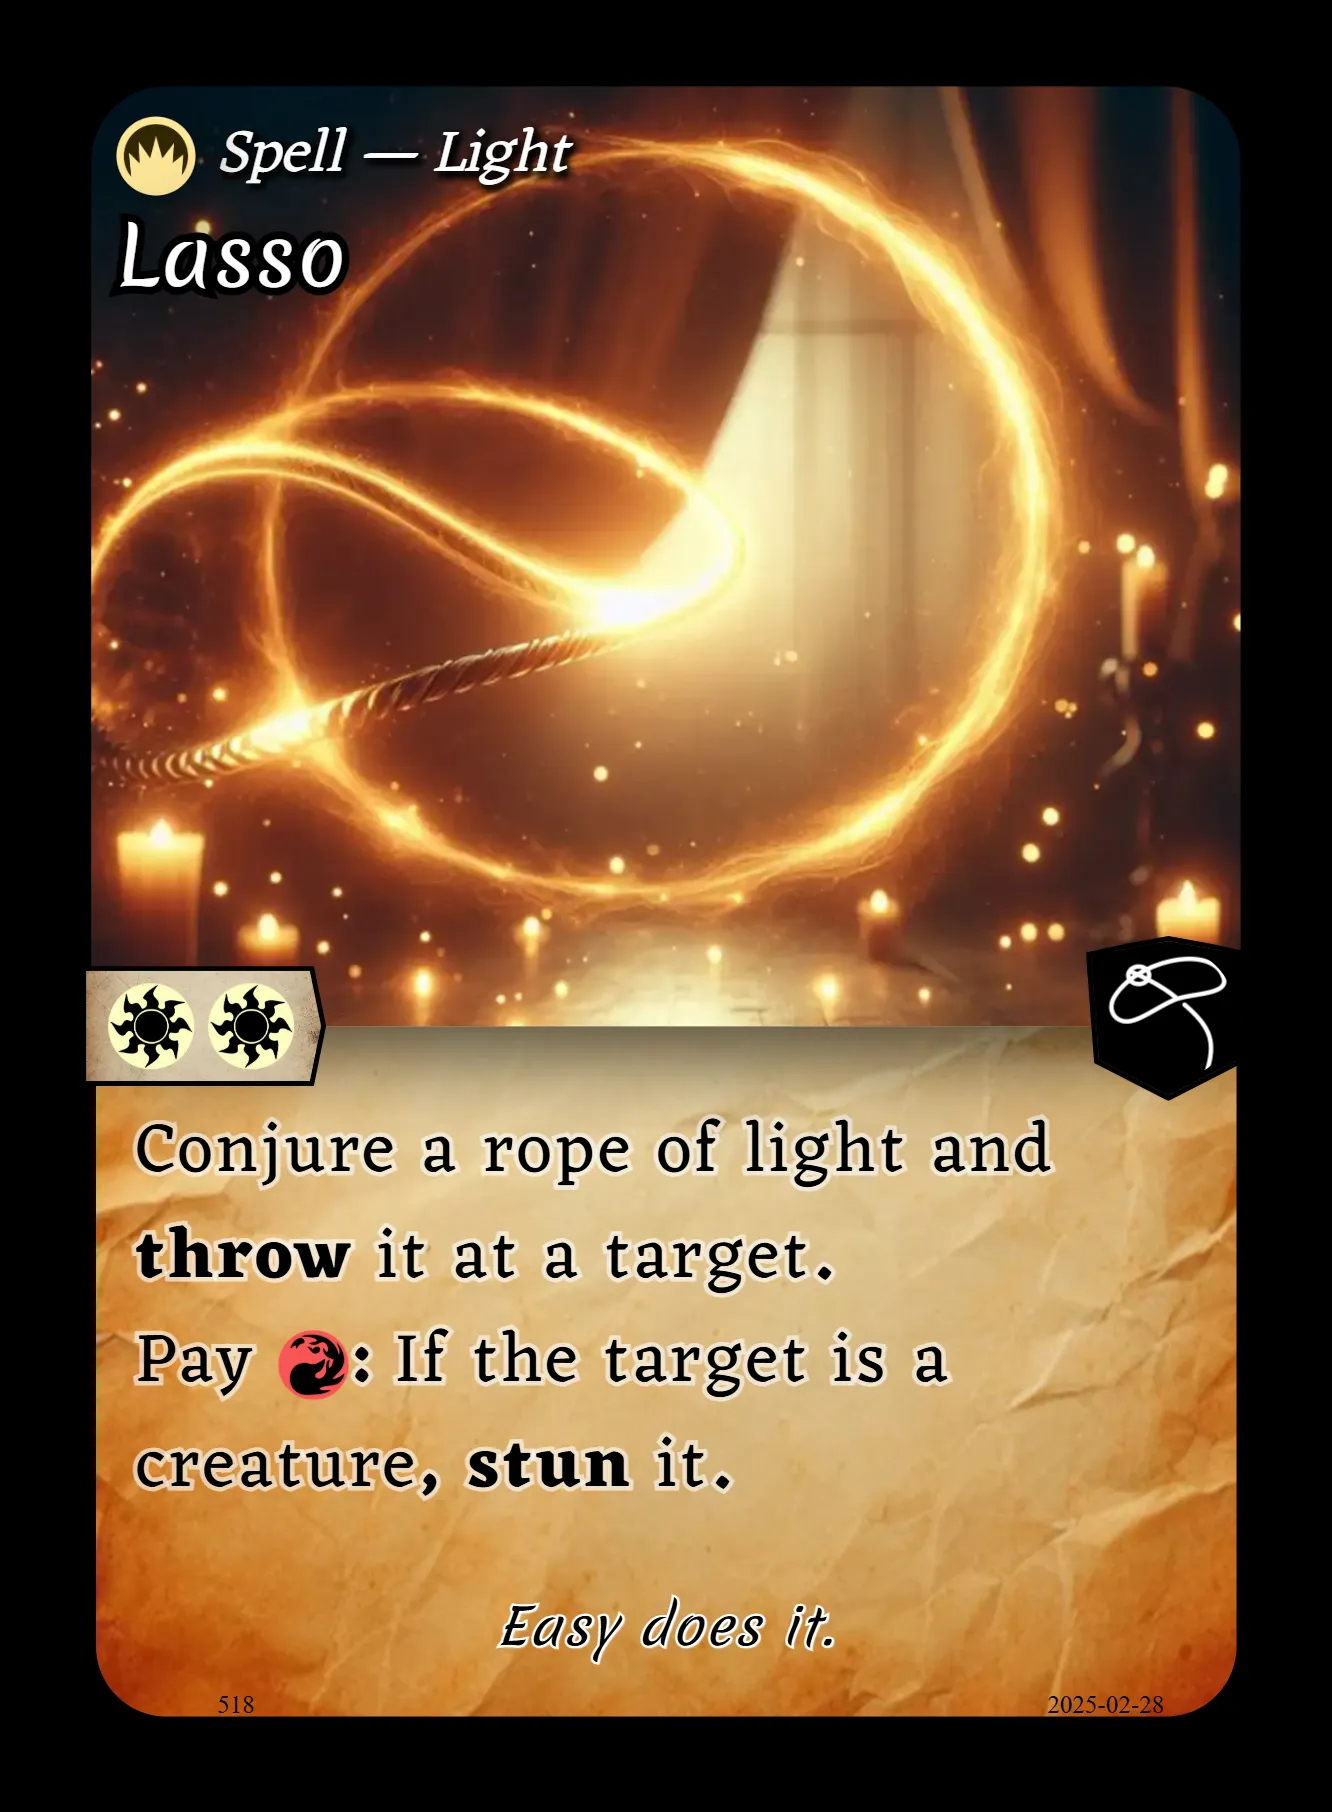 Spell — Light
Lasso
Conjure a rope of light and
throw it at a target.
Pay : If the target is a
creature, stun it.
Easy does it.
518
2025-02-28